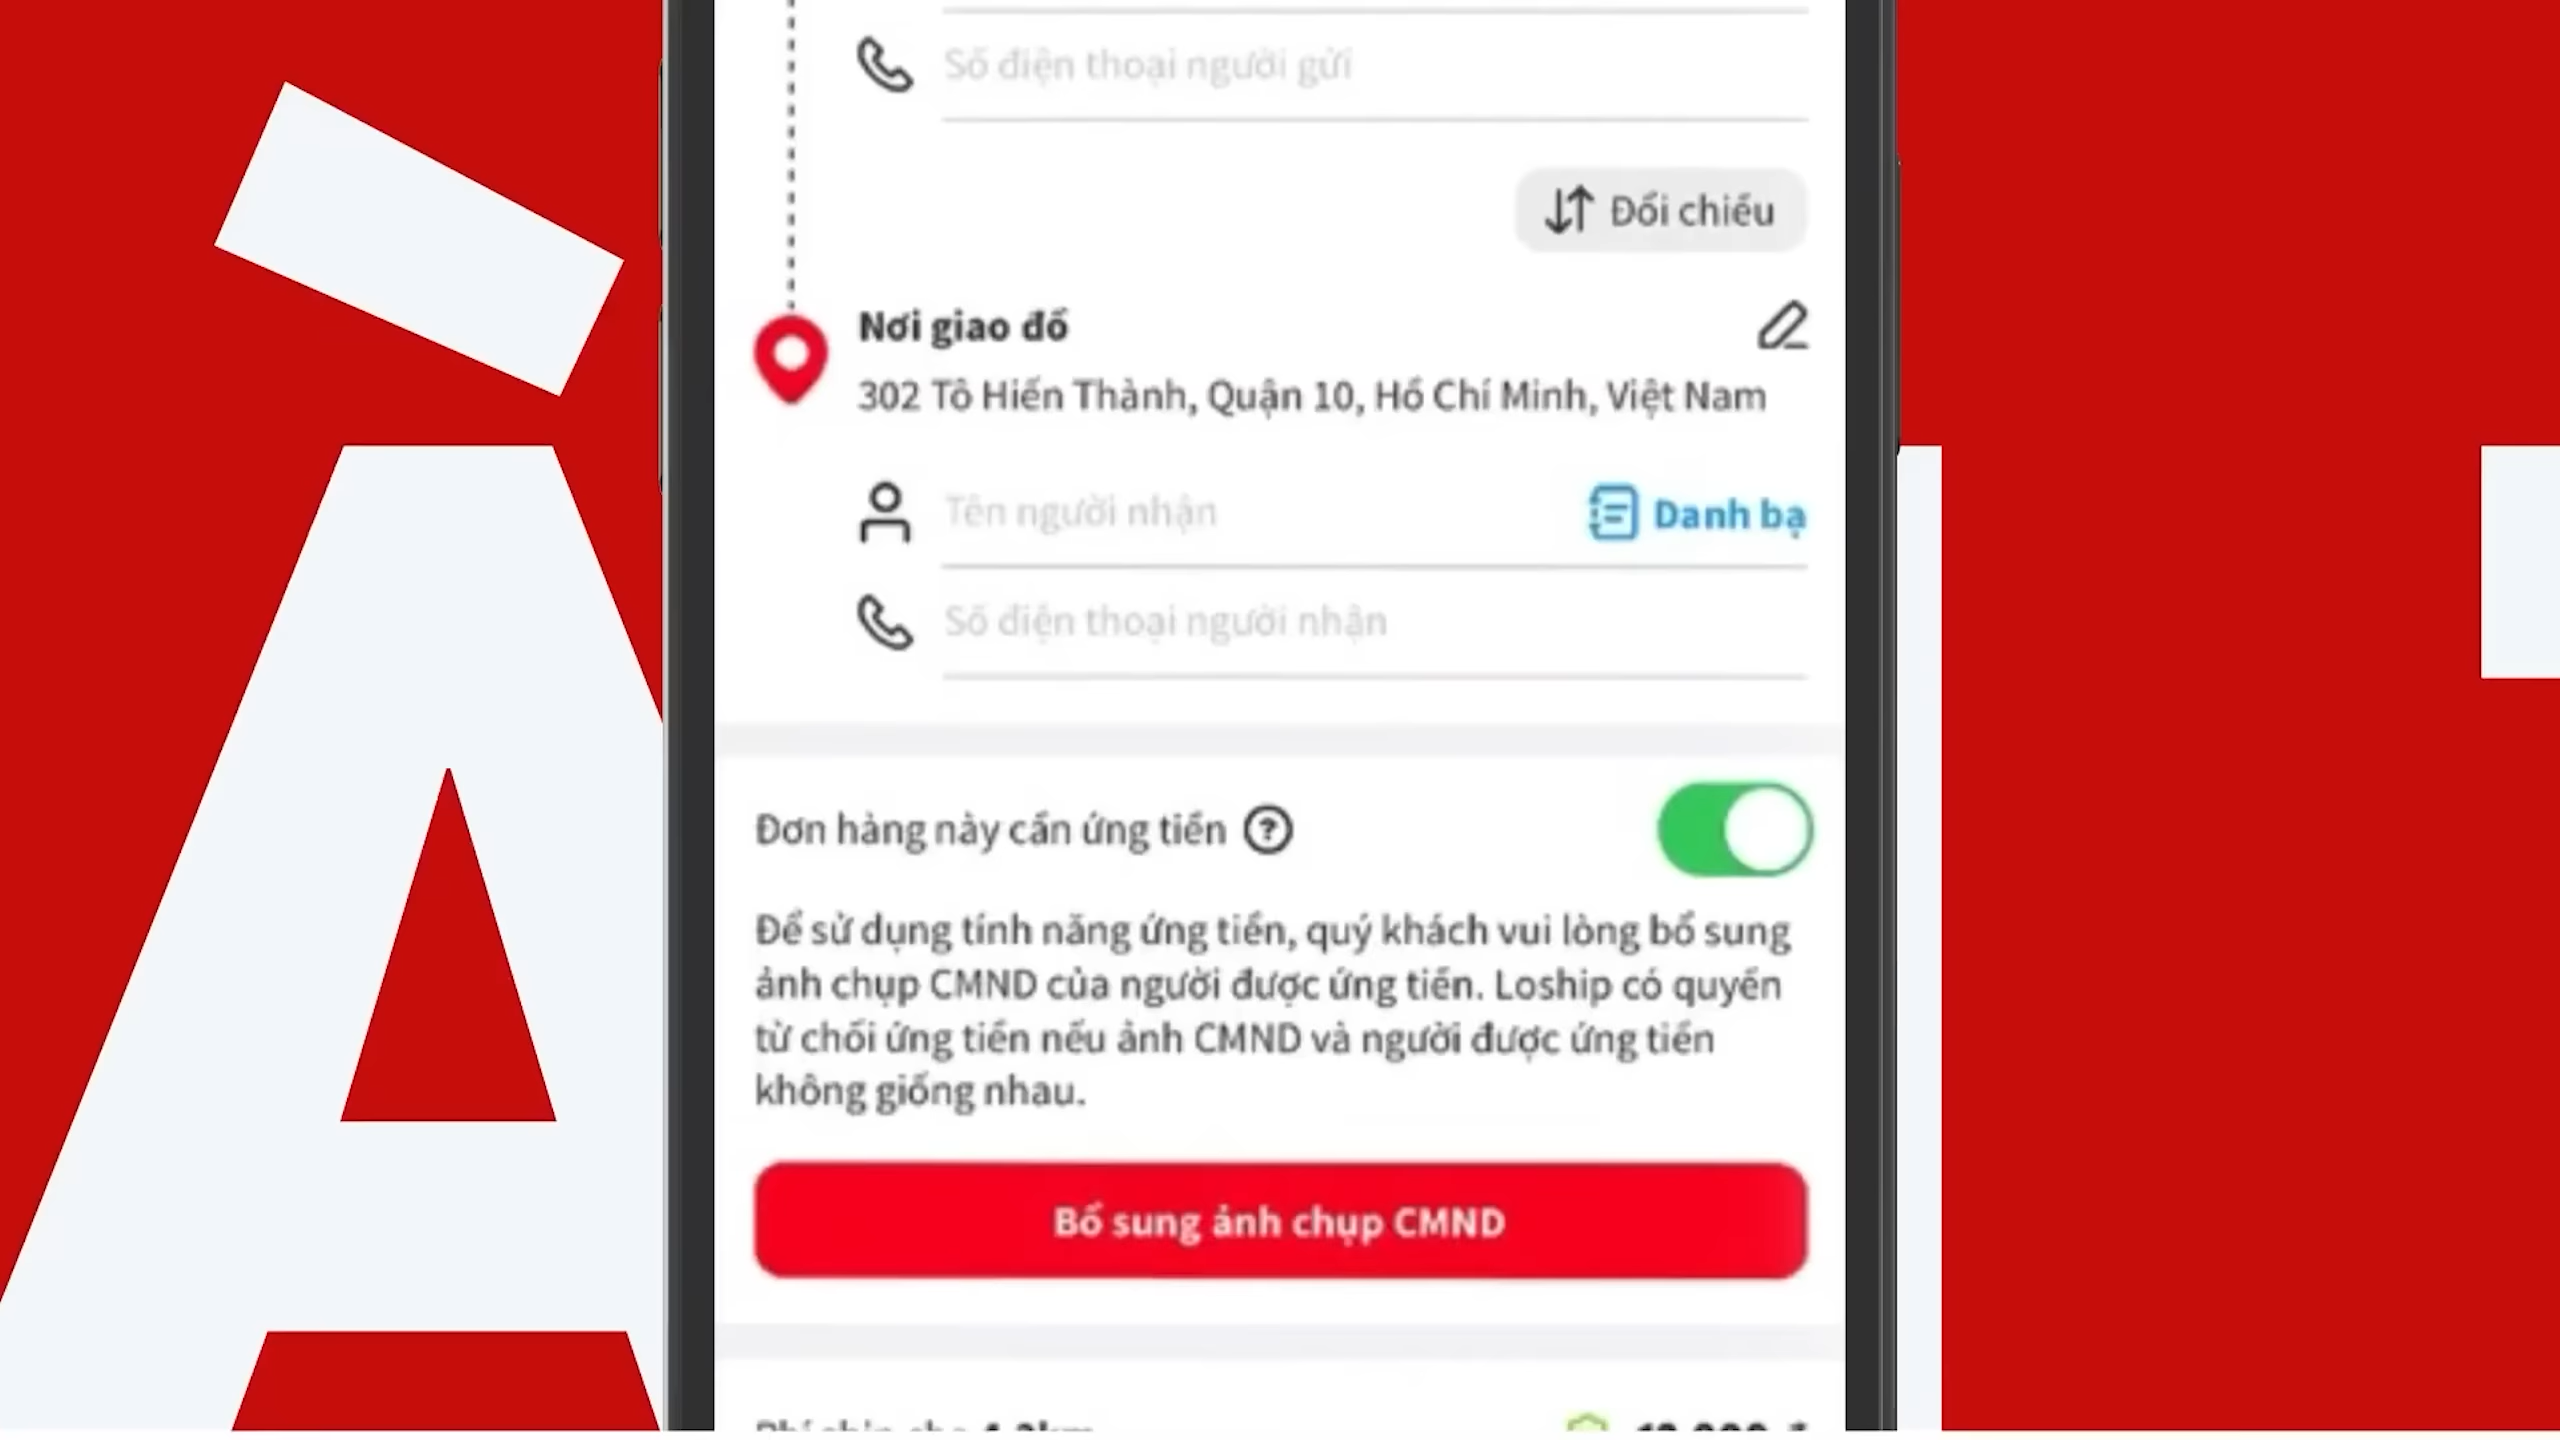 Số điện thoại người gửi
Đổi chiều
Nơi giao đồ
302 Tô Hiến Thành, Quận 10, Hồ Chí Minh, Việt Nam
Tên người nhận
Danh bạ
Số điện thoại người nhận
Đơn hàng này cần ứng tiền
Để sử dụng tính năng ứng tiền, quý khách vui lòng bổ sung
ảnh chụp CMND của người được ứng tiền. Loship có quyền
từ chối ứng tiền nếu ảnh CMND và người được ứng tiền
không giống nhau.
Bổ sung ảnh chụp CMND